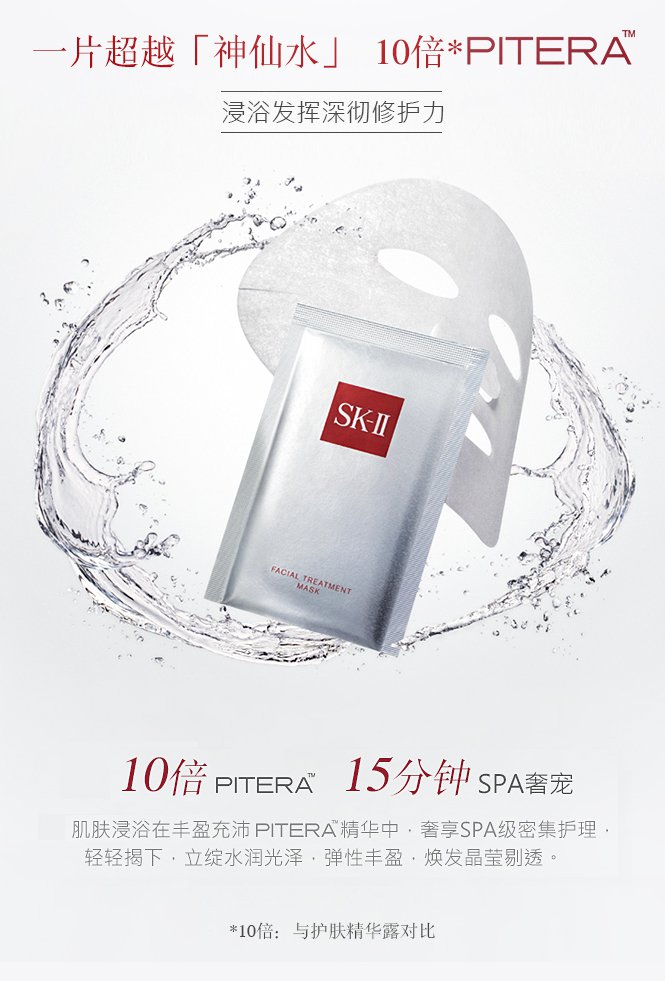 一片超越「神仙水」 10倍*PITERA™
浸浴发挥深彻修护力
SK-II
FACIAL TREATMENT
MASK
10倍 PITERA™ 15分钟 SPA奢宠
肌肤浸浴在丰盈充沛 PITERA™精华中，奢享SPA级密集护理，
轻轻揭下，立绽水润光泽，弹性丰盈，焕发晶莹剔透。
*10倍：与护肤精华露对比